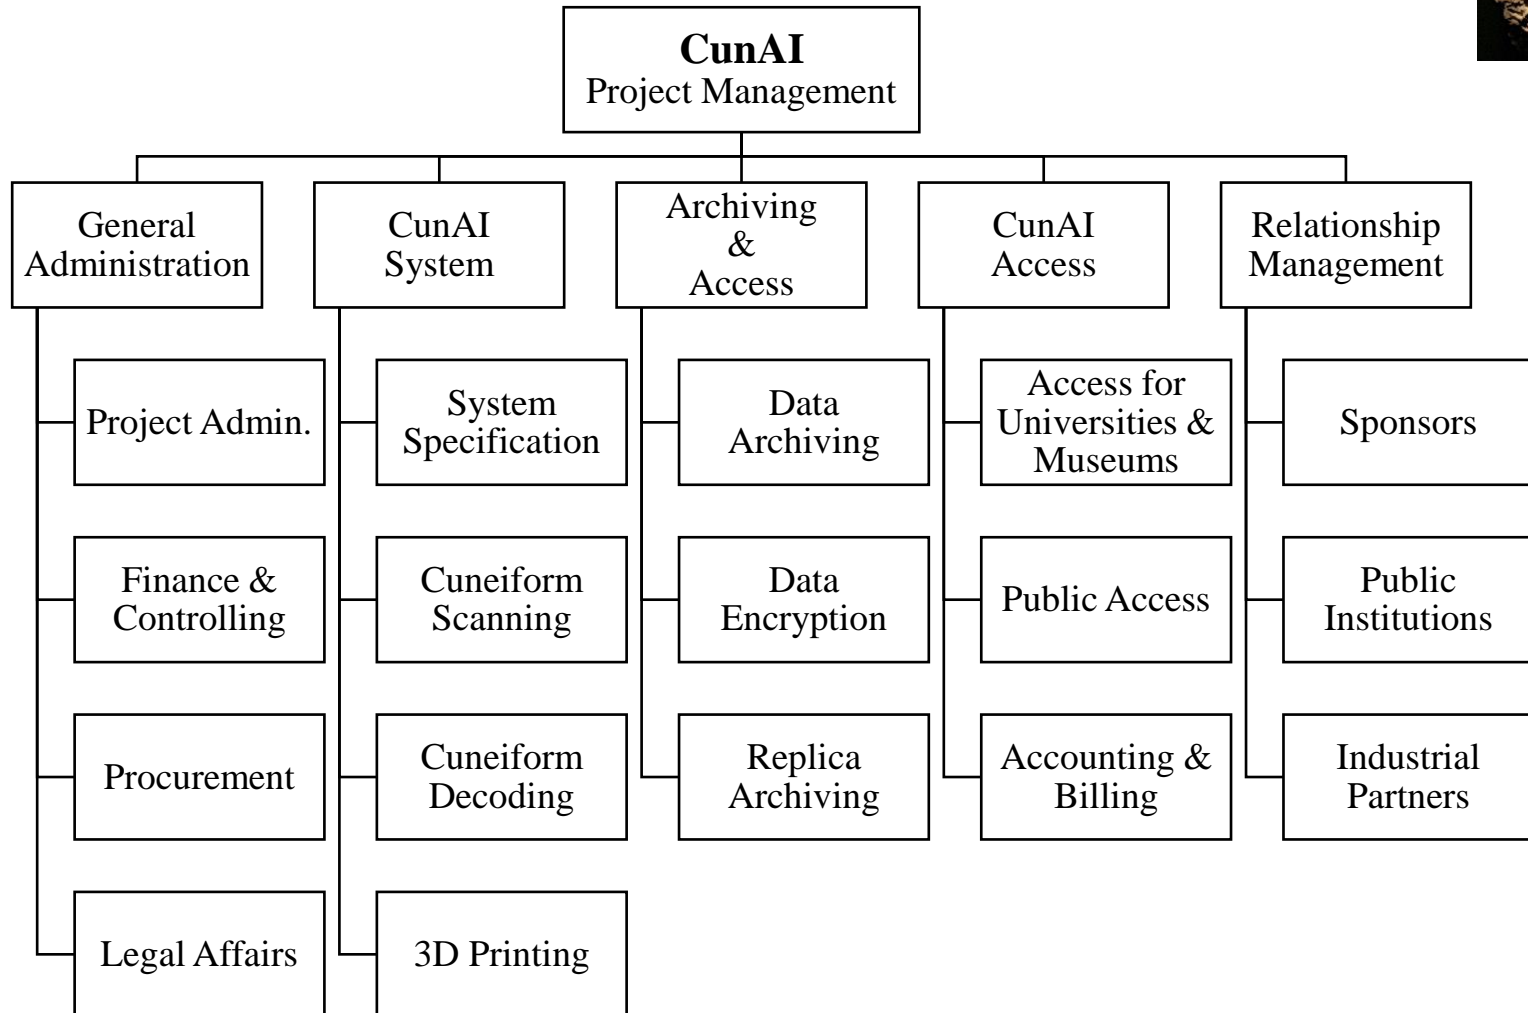 CunAI
Project Management
General
Administration
CunAI
System
Archiving
&
Access
CunAI
Access
Relationship
Management
Project Admin.
System
Specification
Data
Archiving
Access for
Universities &
Museums
Sponsors
Finance &
Controlling
Cuneiform
Scanning
Data
Encryption
Public Access
Public
Institutions
Procurement
Cuneiform
Decoding
Replica
Archiving
Accounting &
Billing
Industrial
Partners
Legal Affairs
3D Printing